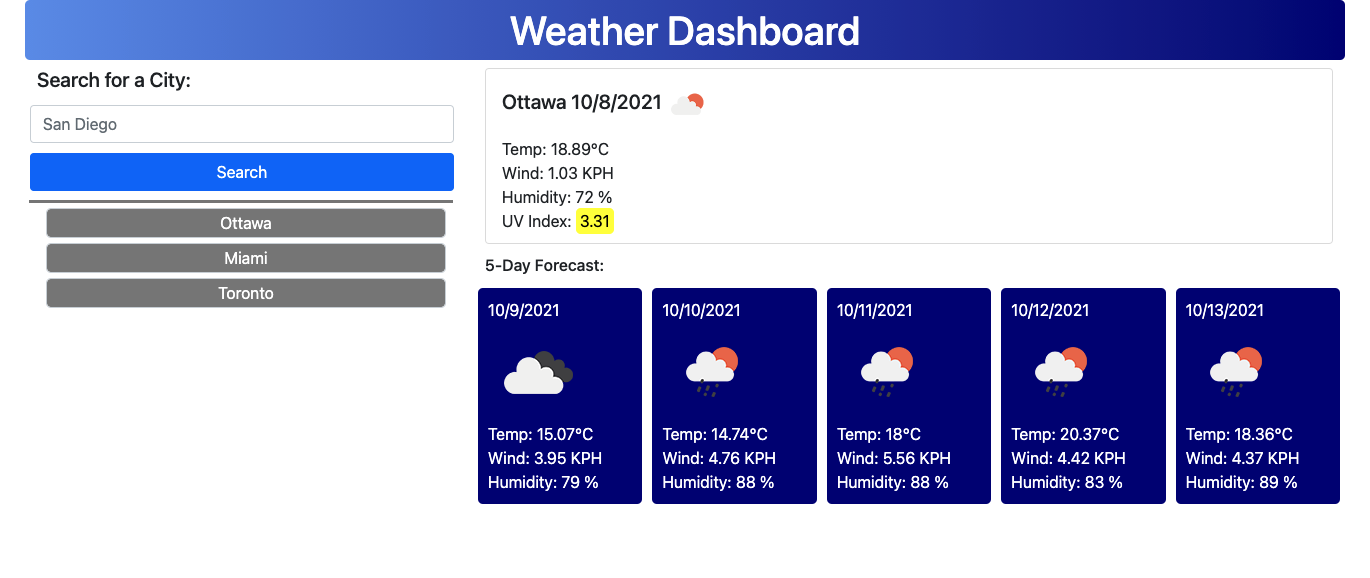 Weather Dashboard
Search for a City:
San Diego
Search
Ottawa
Miami
Toronto
Ottawa 10/8/2021
Temp: 18.89°C
Wind: 1.03 KPH
Humidity: 72 %
UV Index: 3.31
5-Day Forecast:
10/9/2021
Temp: 15.07°C
Wind: 3.95 KPH
Humidity: 79 %
10/10/2021
Temp: 14.74°C
Wind: 4.76 KPH
Humidity: 88 %
10/11/2021
Temp: 18°C
Wind: 5.56 KPH
Humidity: 88 %
10/12/2021
Temp: 20.37°C
Wind: 4.42 KPH
Humidity: 83 %
10/13/2021
Temp: 18.36°C
Wind: 4.37 KPH
Humidity: 89 %